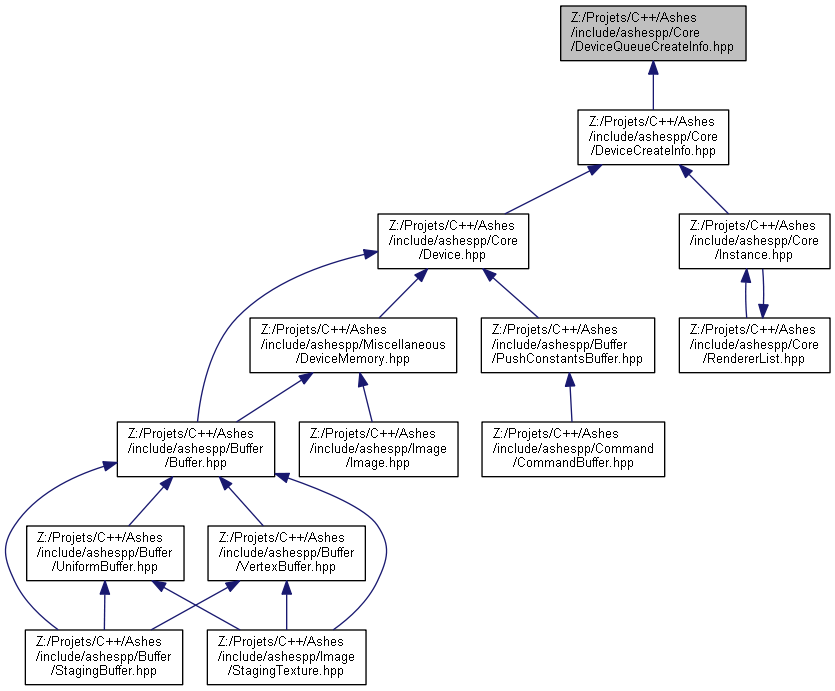 Z:/Projets/C++/Ashes
/include/ashespp/Core
/DeviceQueueCreateInfo.hpp
Z:/Projets/C++/Ashes
/include/ashespp/Core
/DeviceCreateInfo.hpp
Z:/Projets/C++/Ashes
/include/ashespp/Core
/Device.hpp
Z:/Projets/C++/Ashes
/include/ashespp/Core
/Instance.hpp
Z:/Projets/C++/Ashes
/include/ashespp/Miscellaneous
/DeviceMemory.hpp
Z:/Projets/C++/Ashes
/include/ashespp/Buffer
/PushConstantsBuffer.hpp
Z:/Projets/C++/Ashes
/include/ashespp/Core
/RendererList.hpp
Z:/Projets/C++/Ashes
/include/ashespp/Buffer
/Buffer.hpp
Z:/Projets/C++/Ashes
/include/ashespp/Image
/Image.hpp
Z:/Projets/C++/Ashes
/include/ashespp/Command
/CommandBuffer.hpp
Z:/Projets/C++/Ashes
/include/ashespp/Buffer
/UniformBuffer.hpp
Z:/Projets/C++/Ashes
/include/ashespp/Buffer
/VertexBuffer.hpp
Z:/Projets/C++/Ashes
/include/ashespp/Buffer
/StagingBuffer.hpp
Z:/Projets/C++/Ashes
/include/ashespp/Image
/StagingTexture.hpp